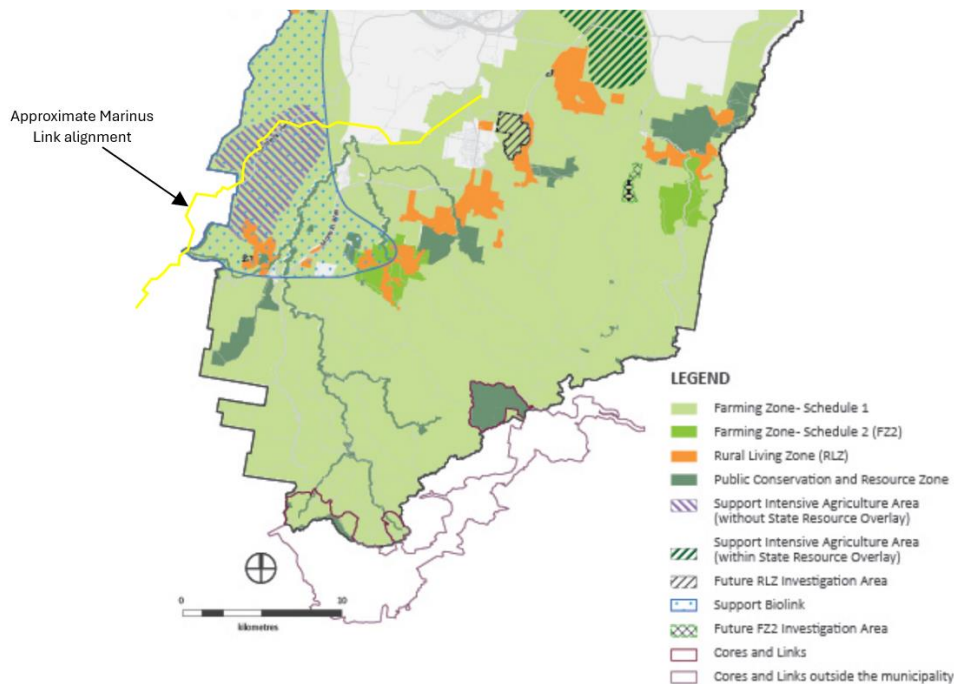 Approximate Marinus
Link alignment
LEGEND
Farming Zone- Schedule 1
Farming Zone- Schedule 2 (FZ2)
Rural Living Zone (RLZ)
Public Conservation and Resource Zone
Support Intensive Agriculture Area
(without State Resource Overlay)
Support Intensive Agriculture Area
(within State Resource Overlay)
Future RLZ Investigation Area
Support Biolink
Future FZ2 Investigation Area
Cores and Links
Cores and Links outside the municipality
0 10
kilometres